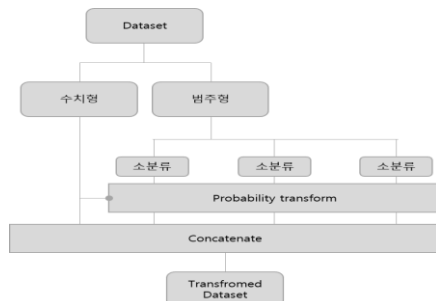 Dataset
수치형
범주형
소분류
소분류
소분류
Probability transform
Concatenate
Transfromed
Dataset